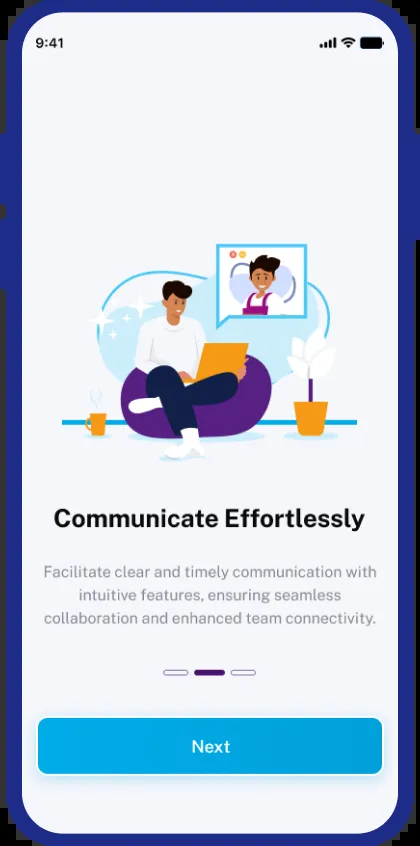 9:41
Communicate Effortlessly
Facilitate clear and timely communication with
intuitive features, ensuring seamless
collaboration and enhanced team connectivity.
Next